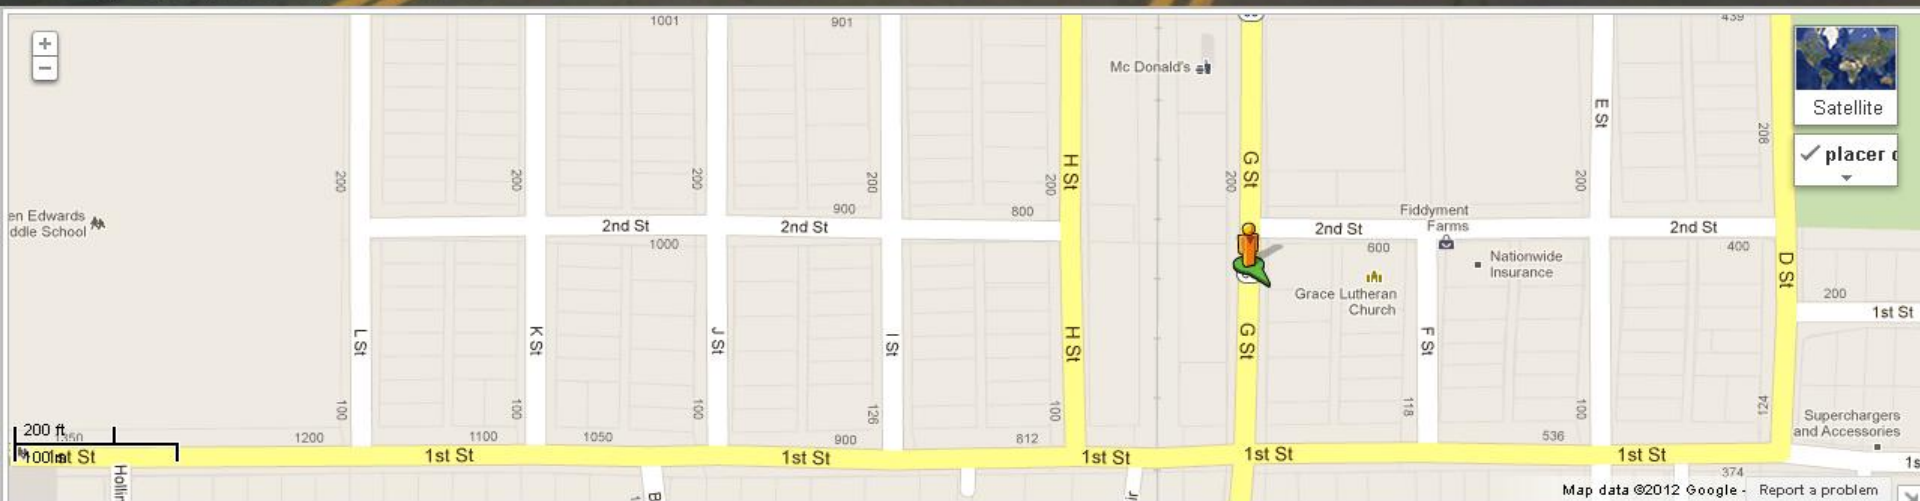 1001
901
439
+
−
Mc Donald's
Satellite
E St
208
placer
200
200
200
200
200
H St
200
G St
200
en Edwards
ddle School
900
800
2nd St
2nd St
1000
Fiddyment
Farms
2nd St
600
2nd St
400
Nationwide
Insurance
D St
Grace Lutheran
Church
200
1st St
L St
K St
J St
I St
H St
G St
F St
100
100
100
126
100
118
100
124
Superchargers
and Accessories
200 ft
100 m
1350
1200
1100
1050
900
812
536
1st St
1st St
1st St
1st St
1st St
1st St
374
Map data ©2012 Google -
Report a problem